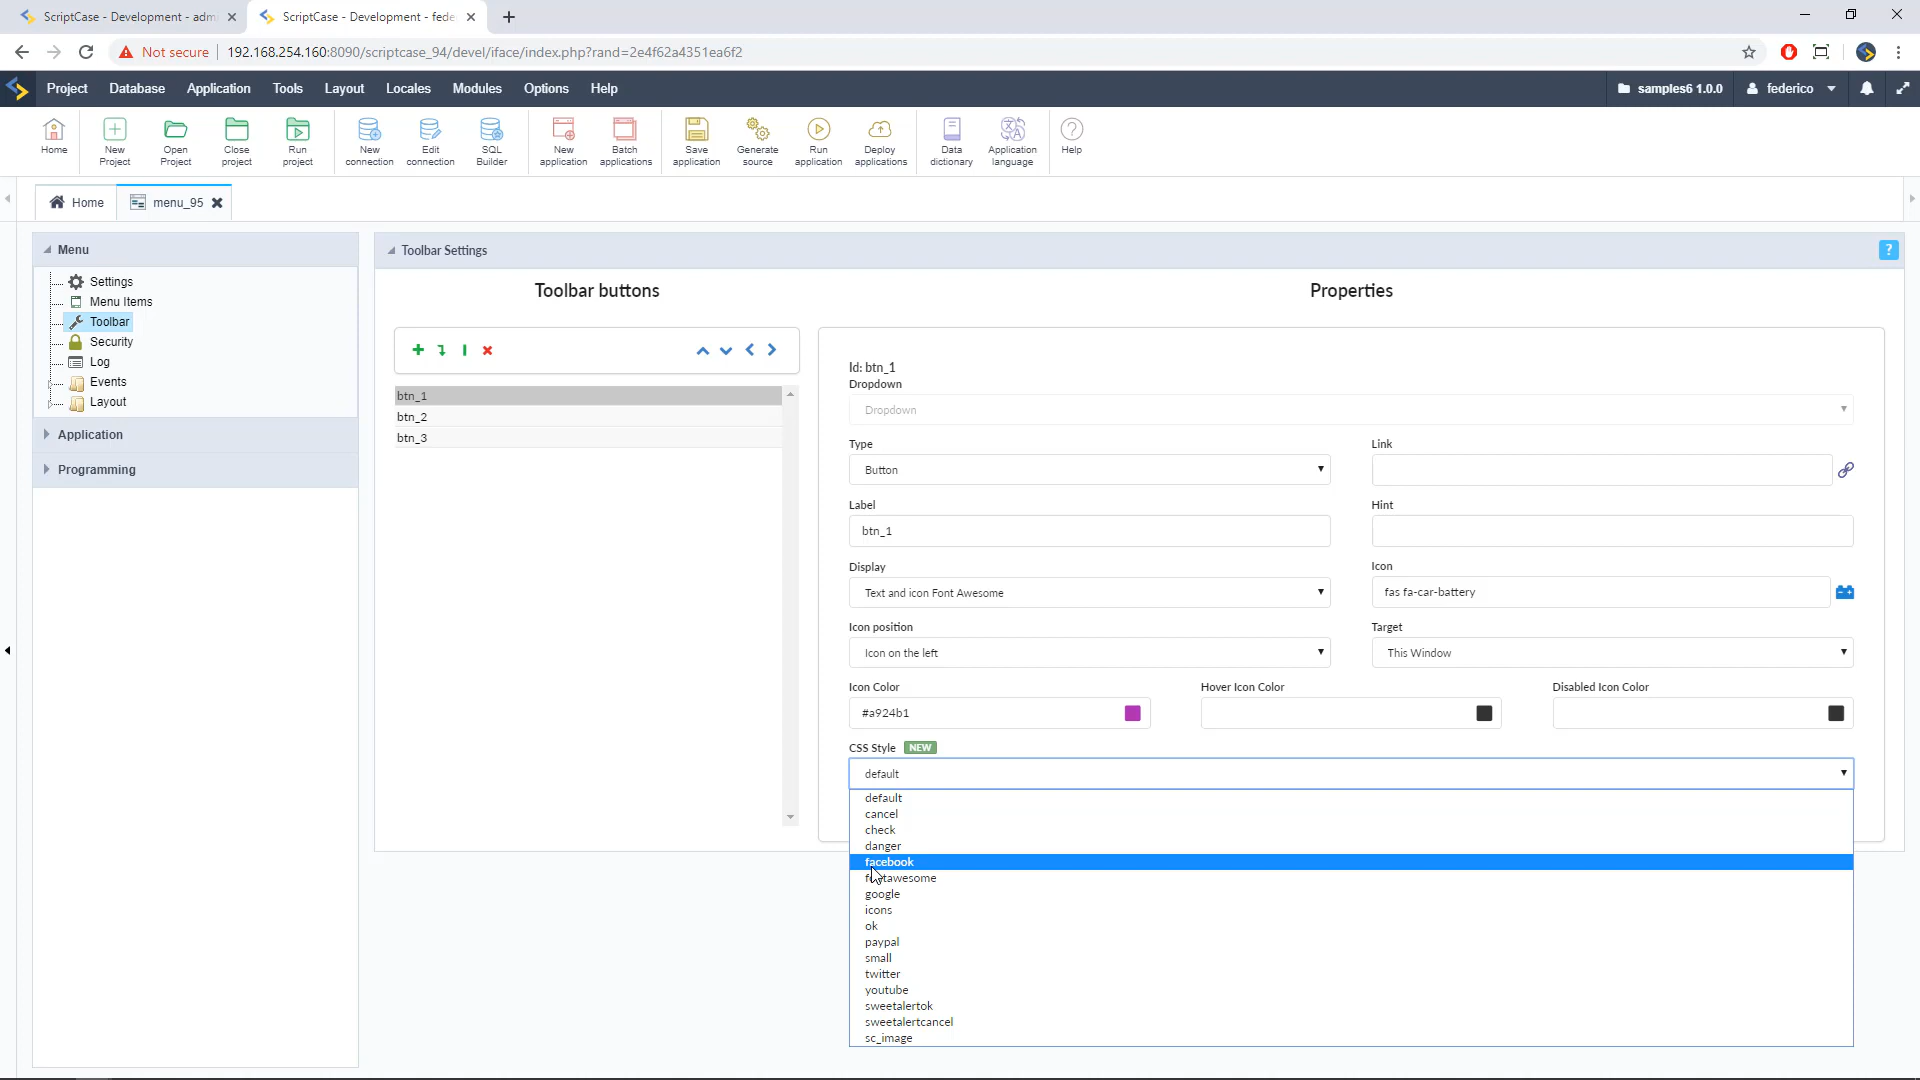 ScriptCase - Development - adm
ScriptCase - Development - fede
Not secure
192.168.254.160:8090/scriptcase_94/devel/iface/index.php?rand=2e4f62a4351ea6f2
Project
Database
Application
Tools
Layout
Locales
Modules
Options
Help
samples6 1.0.0
federico
Home
New
Project
Open
Project
Close
project
Run
project
New
connection
Edit
connection
SQL
Builder
New
application
Batch
applications
Save
application
Generate
source
Run
application
Deploy
applications
Data
dictionary
Application
language
Help
Home
menu_95
Menu
Settings
Menu Items
Toolbar
Security
Log
Events
Layout
Application
Programming
Toolbar Settings
?
Toolbar buttons
Properties
btn_1
btn_2
btn_3
Id: btn_1
Dropdown
Dropdown
Type
Link
Button
Label
Hint
btn_1
Display
Icon
Text and icon Font Awesome
fas fa-car-battery
Icon position
Target
Icon on the left
This Window
Icon Color
Hover Icon Color
Disabled Icon Color
#a924b1
CSS Style NEW
default
default
cancel
check
danger
facebook
fontawesome
google
icons
ok
paypal
small
twitter
youtube
sweetalertok
sweetalertcancel
sc_image